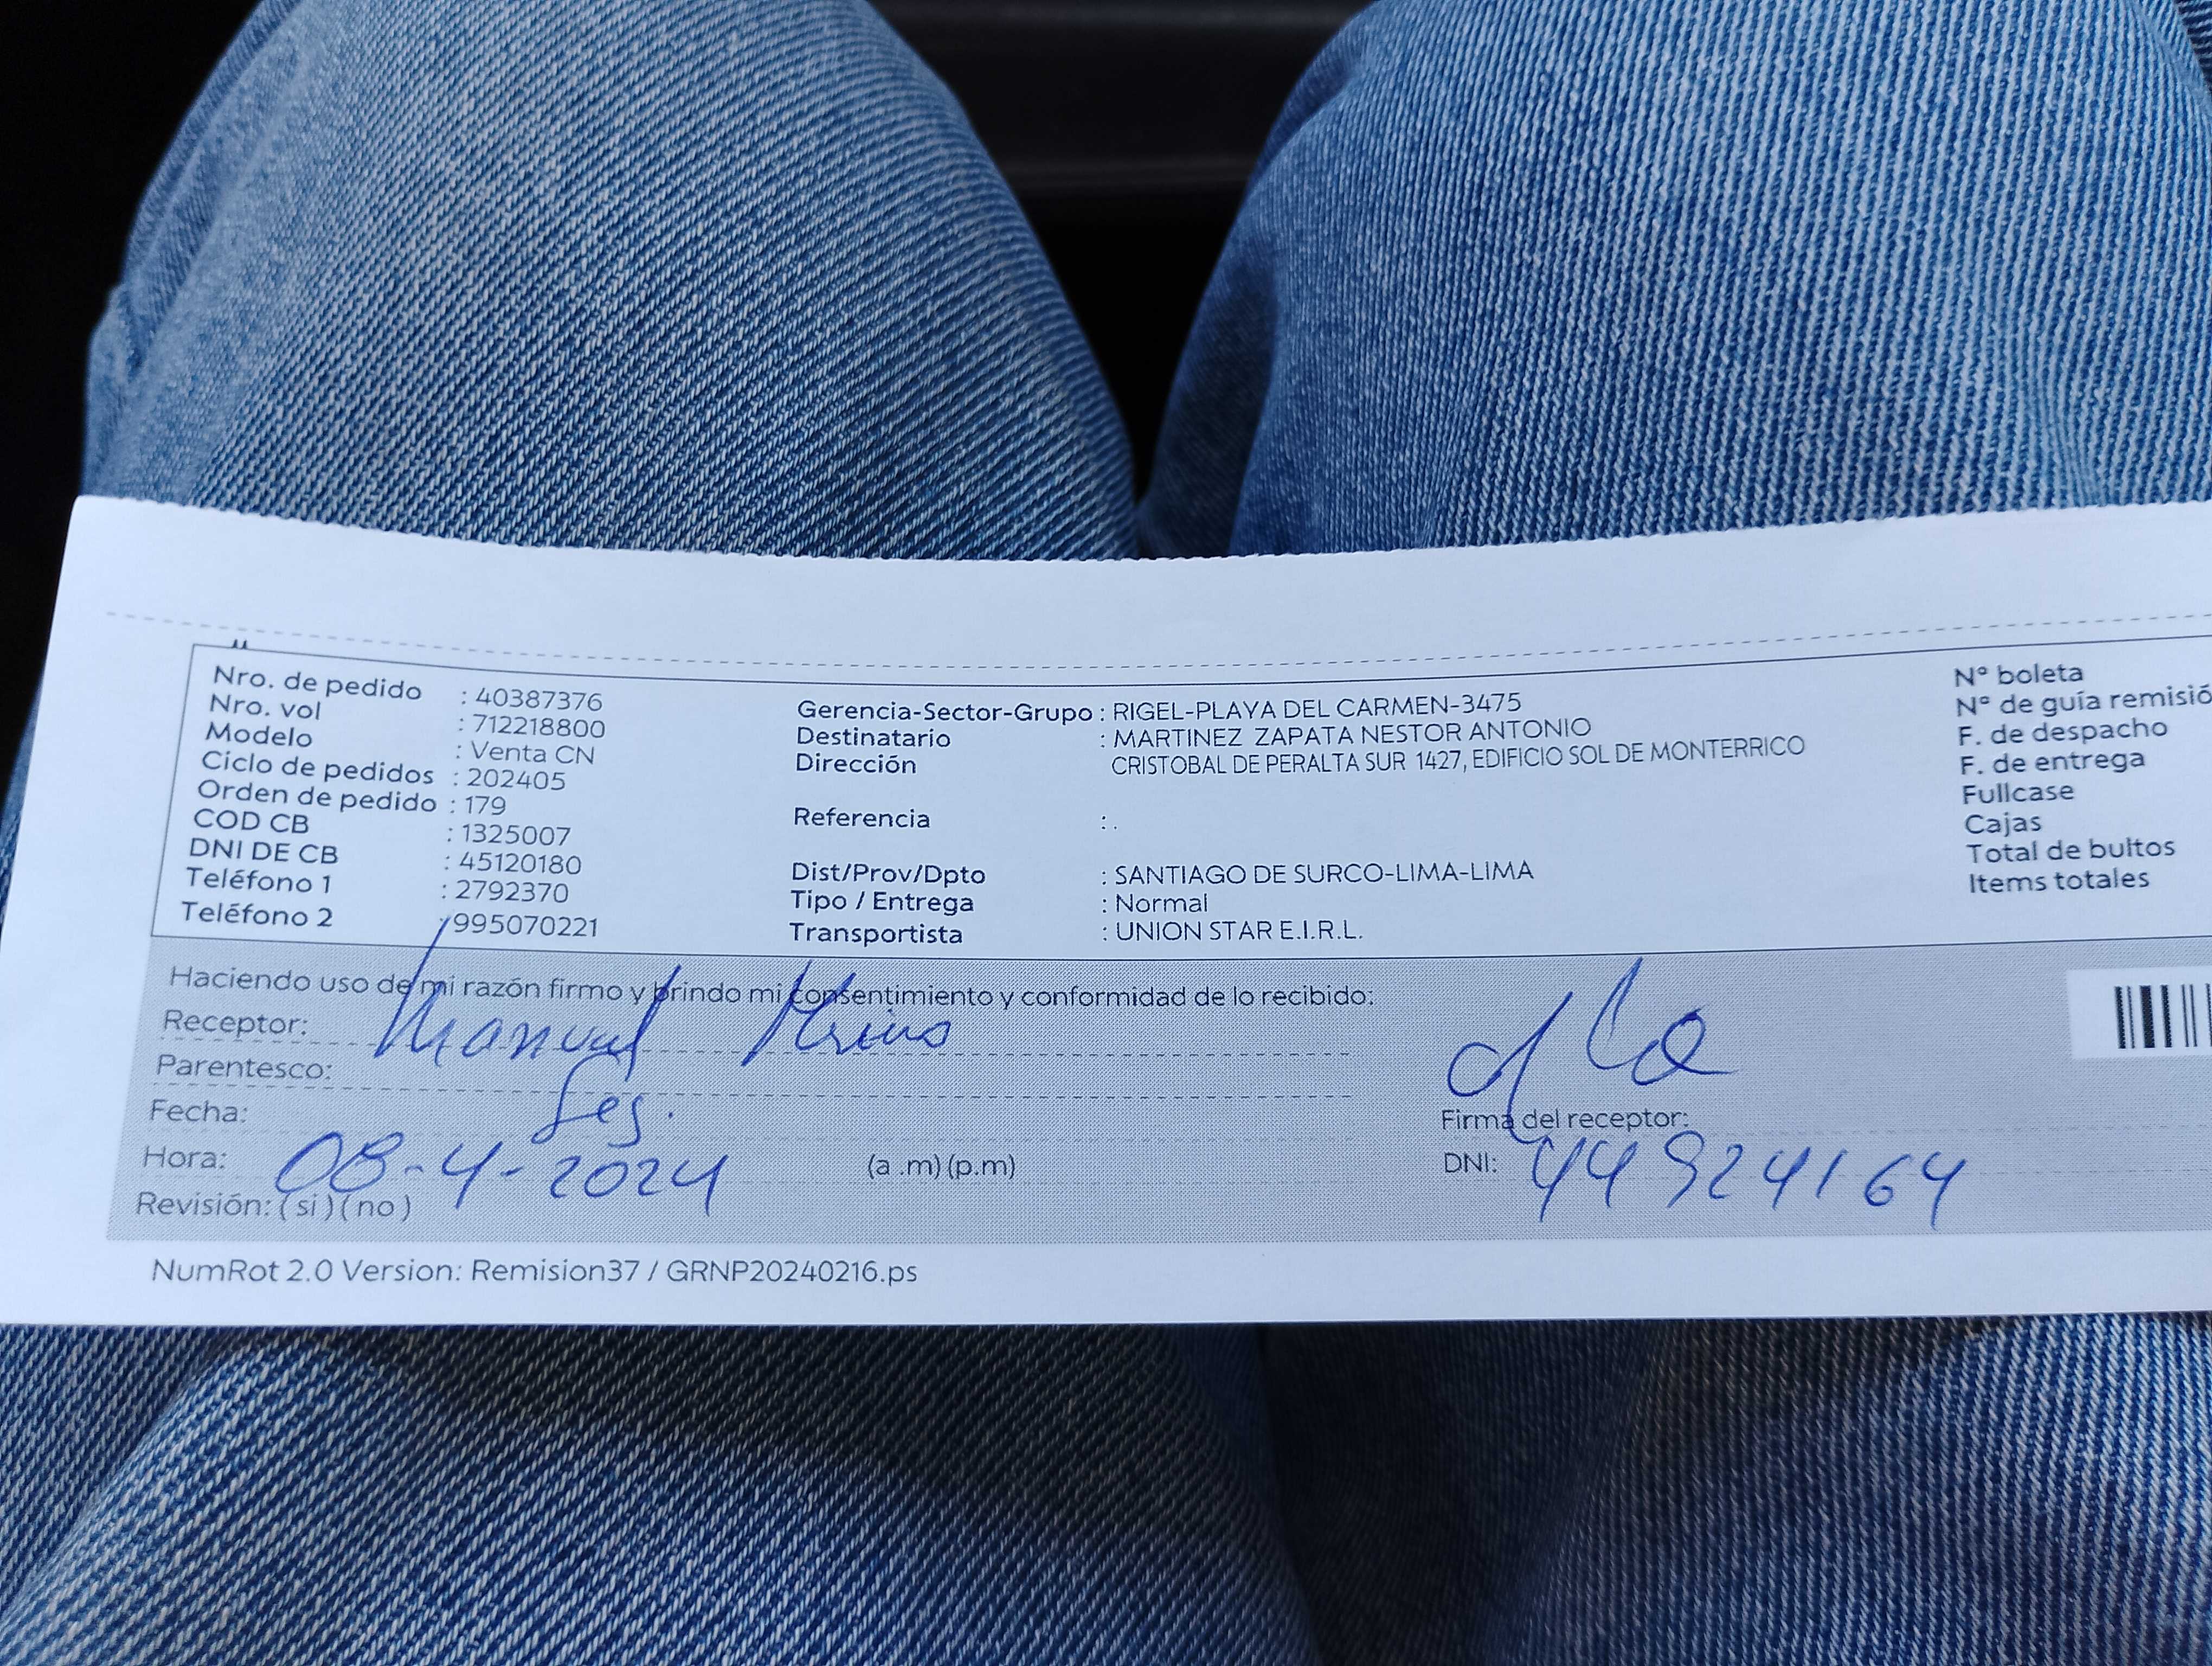 Nro. de pedido : 40387376
Nro. vol : 712218800
Modelo : Venta CN
Ciclo de pedidos : 202405
Orden de pedido : 179
COD CB : 1325007
DNI DE CB : 45120180
Teléfono 1 : 2792370
Teléfono 2 995070221
Gerencia-Sector-Grupo : RIGEL-PLAYA DEL CARMEN-3475
Destinatario : MARTINEZ ZAPATA NESTOR ANTONIO
Dirección CRISTOBAL DE PERALTA SUR 1427, EDIFICIO SOL DE MONTERRICO
Referencia : .
Dist/Prov/Dpto : SANTIAGO DE SURCO-LIMA-LIMA
Tipo / Entrega : Normal
Transportista : UNION STAR E.I.R.L.
Nº boleta
Nº de guía remisió
F. de despacho
F. de entrega
Fullcase
Cajas
Total de bultos
Items totales
Haciendo uso de mi razón firmo y brindo mi consentimiento y conformidad de lo recibido:
Receptor: Manuel
Parentesco:
Fecha:
Hora: 08-4-2024 (a .m) (p.m)
Revisión: ( si ) ( no )
Firma del receptor:
DNI: 44924164
NumRot 2.0 Version: Remision37 / GRNP20240216.ps